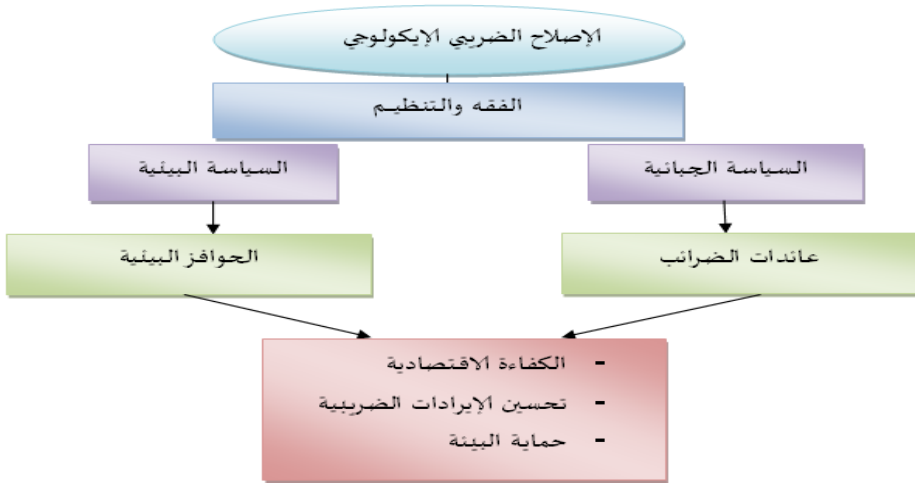 الإصلاح الضريبي الإيكولوجي
الفقه والتنظيم
السياسة الجبائية
السياسة البيئية
عائدات الضرائب
الحوافز البيئية
- الكفاءة الاقتصادية
- تحسين الإيرادات الضريبية
- حماية البيئة